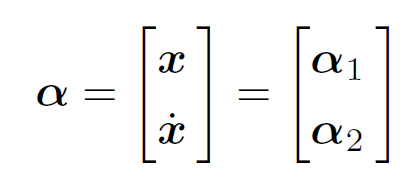 α = [x ẋ] = [α₁ α₂]